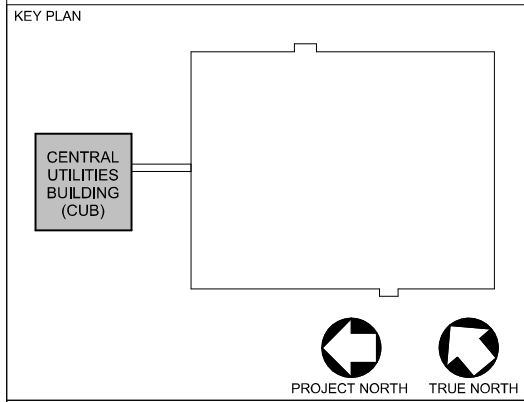 KEY PLAN
CENTRAL
UTILITIES
BUILDING
(CUB)
PROJECT NORTH
TRUE NORTH